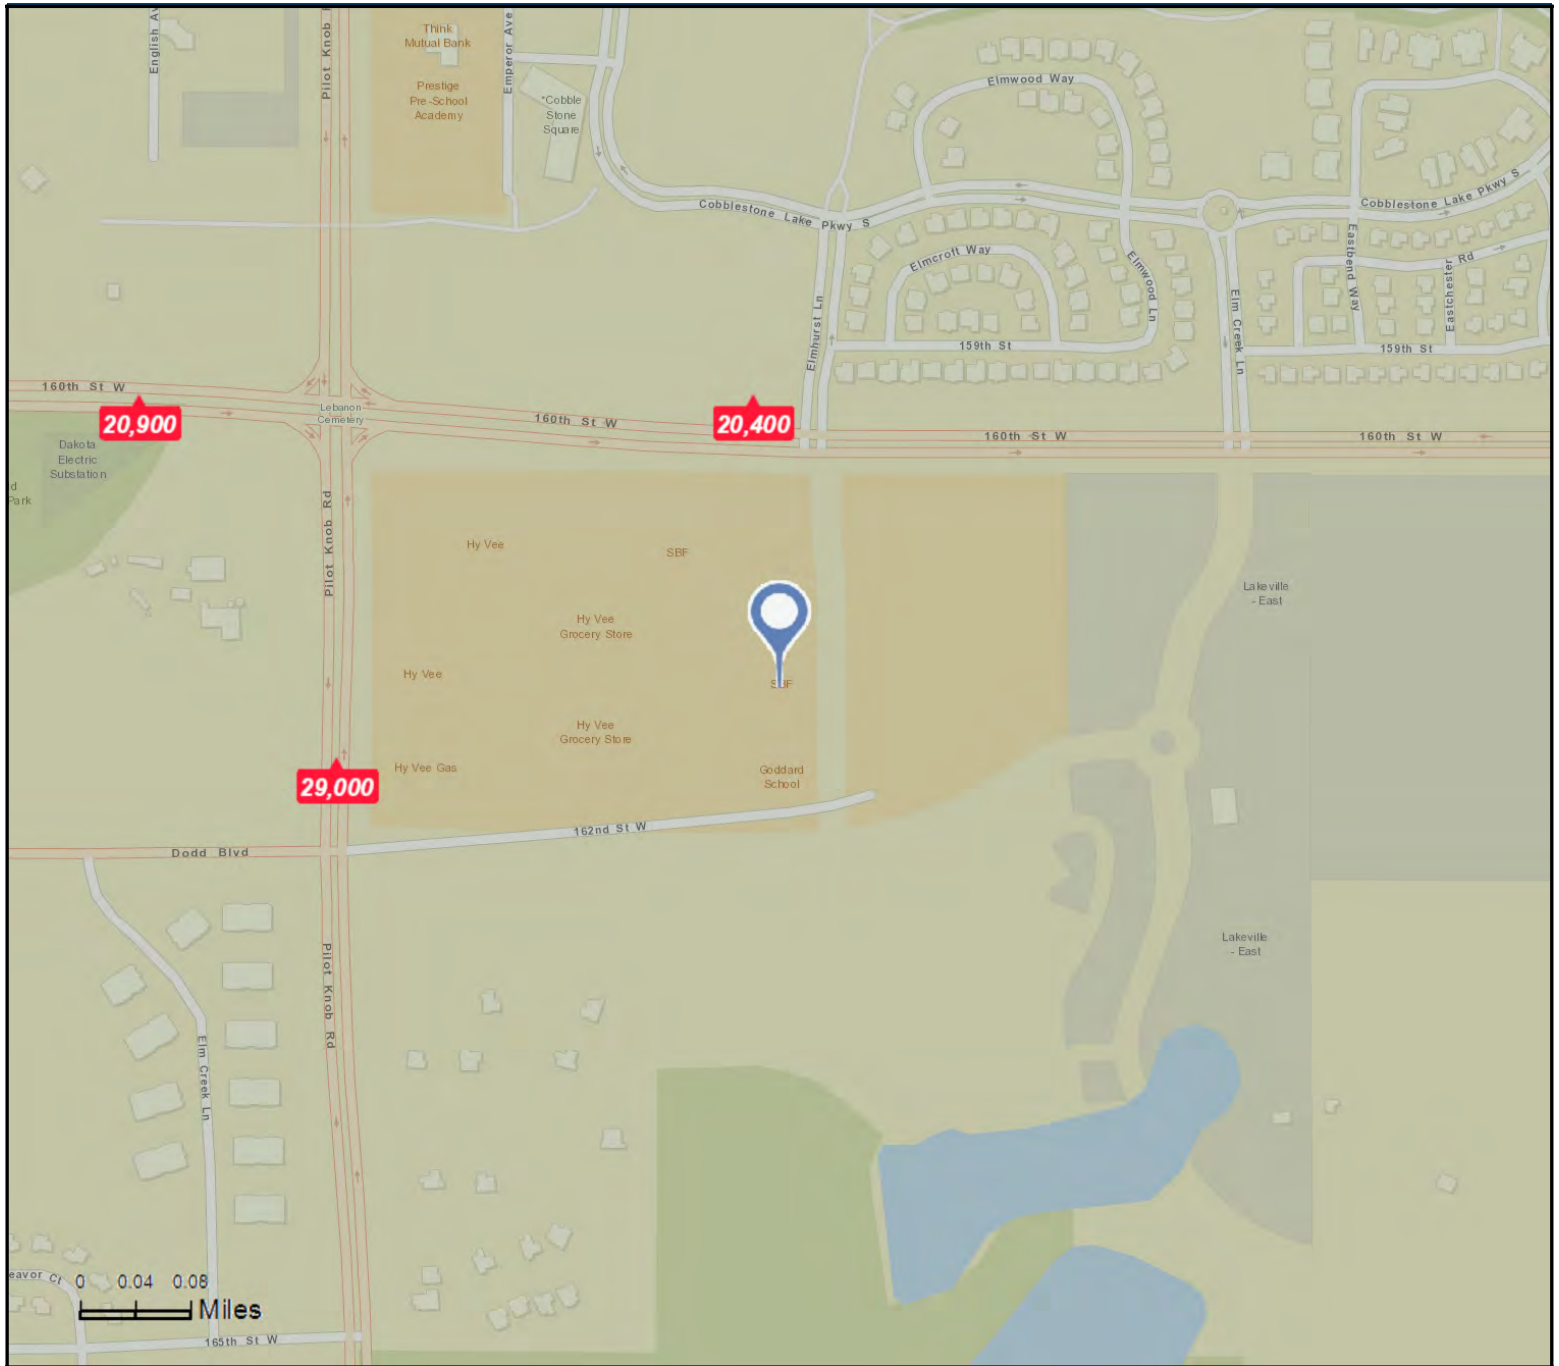 English Av
Pilot Knob R
Think
Mutual Bank
Prestige
Pre-School
Academy
Emperor Ave
*Cobble
Stone
Square
Elmwood Way
Cobblestone Lake Pkwy S
Cobblestone Lake Pkwy S
Elmcroft Way
Elmwood Ln
Eastbend Way
Eastchester
Rd
Elmhurst Ln
Elm Creek Ln
159th St
159th St
160th St W
20,900
Lebanon
Cemetery
160th St W
20,400
160th St W
160th St W
Dakota
Electric
Substation
d
Park
Pilot Knob Rd
Hy Vee
SBF
Hy Vee
Grocery Store
Lakeville
- East
Hy Vee
SBF
Hy Vee
Grocery Store
Hy Vee Gas
Goddard
School
29,000
162nd St W
Dodd Blvd
Pilot Knob Rd
Lakeville
- East
Elm Creek Ln
eavor Ct
0 0.04 0.08
Miles
165th St W